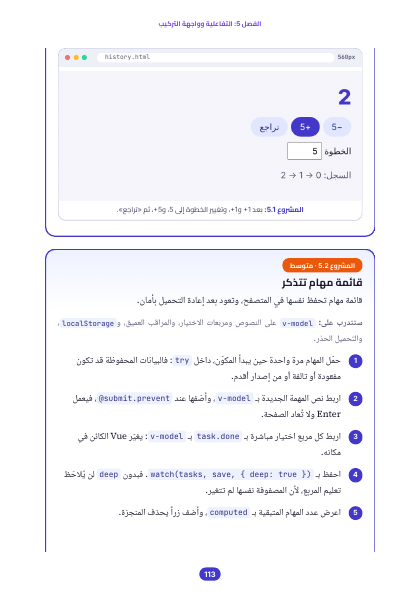 الفصل 5: التفاعلية وواجهة التركيب
history.html
560px
2
−5
+5
تراجع
الخطوة
5
السجل: 0 → 1 → 2
المشروع 5.1: بعد 1+ و1+، وتغيير الخطوة إلى 5، و5+، ثم «تراجع».
المشروع 5.2 · متوسط
قائمة مهام تتذكر
قائمة مهام تحفظ نفسها في المتصفح، وتعود بعد إعادة التحميل بأمان.
ستتدرب على: v-model على النصوص ومربعات الاختيار، والمراقب العميق، و localStorage،
والتحميل الحذر.
1 حمّل المهام مرة واحدة حين يبدأ المكوّن، داخل try: فالبيانات المحفوظة قد تكون
مفقودة أو تالفة أو من إصدار أقدم.
2 اربط نص المهمة الجديدة بـ v-model، وأضفها عند @submit.prevent، فيعمل
Enter ولا تُعاد الصفحة.
3 اربط كل مربع اختيار مباشرة بـ task.done بـ v-model: يغيّر Vue الكائن في
مكانه.
4 احفظ بـ watch(tasks, save, { deep: true })‎. فبدون deep لن يُلاحَظ
تعليم المربع، لأن المصفوفة نفسها لم تتغير.
5 اعرض عدد المهام المتبقية بـ computed، وأضف زراً يحذف المنجزة.
113